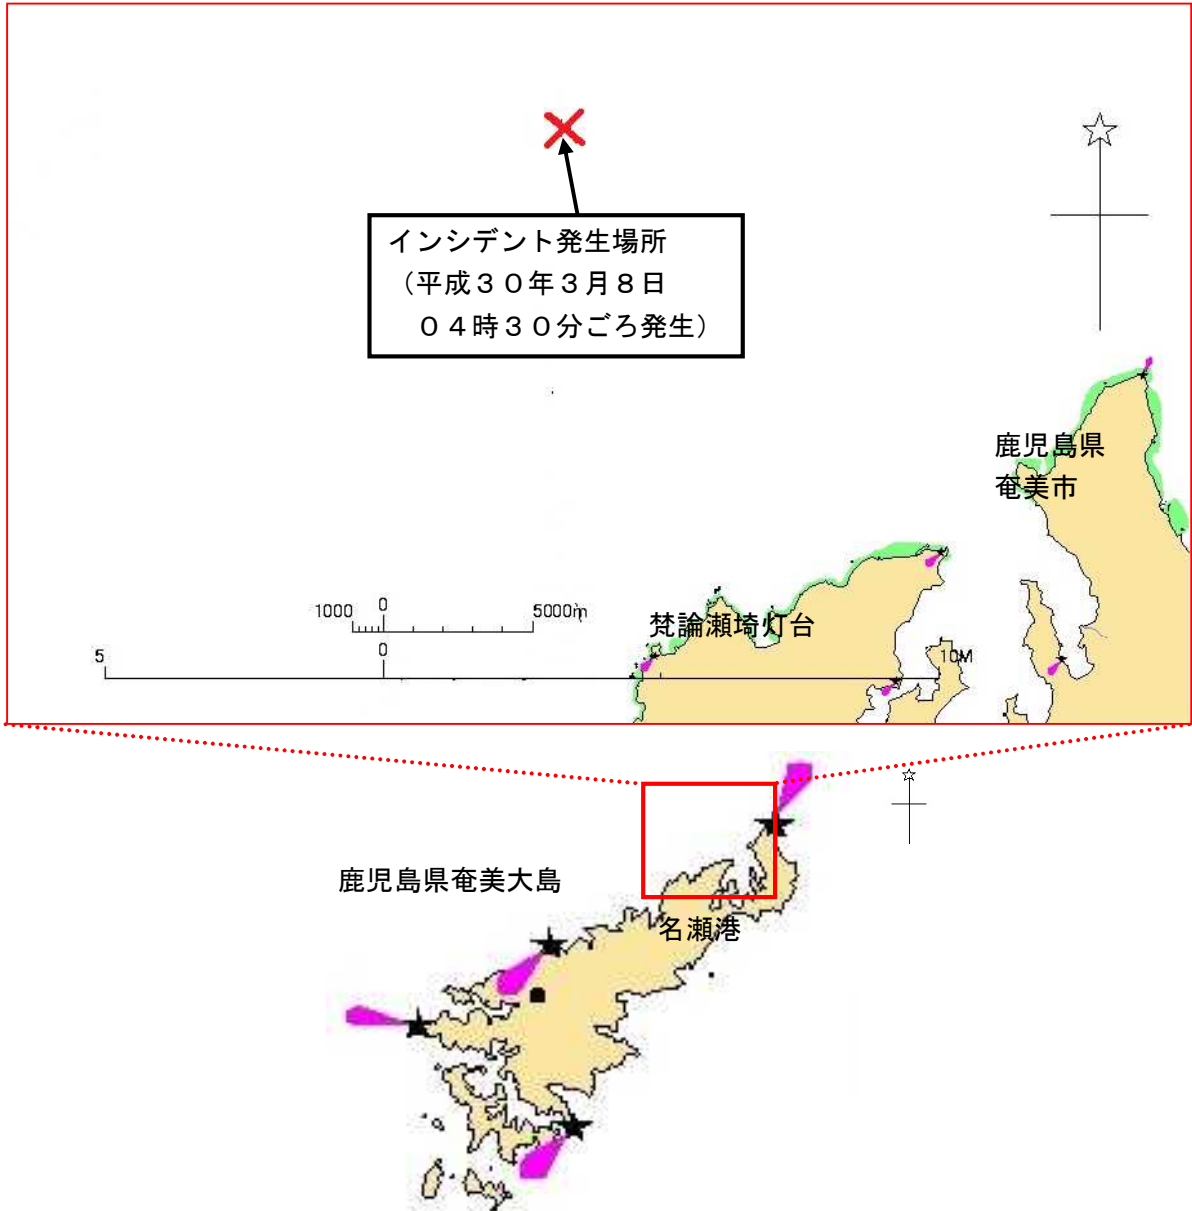 インシデント発生場所
（平成３０年３月８日
０４時３０分ごろ発生）
鹿児島県
奄美市
梵論瀬埼灯台
1000 0 5000m
5 0 10M
鹿児島県奄美大島
名瀬港